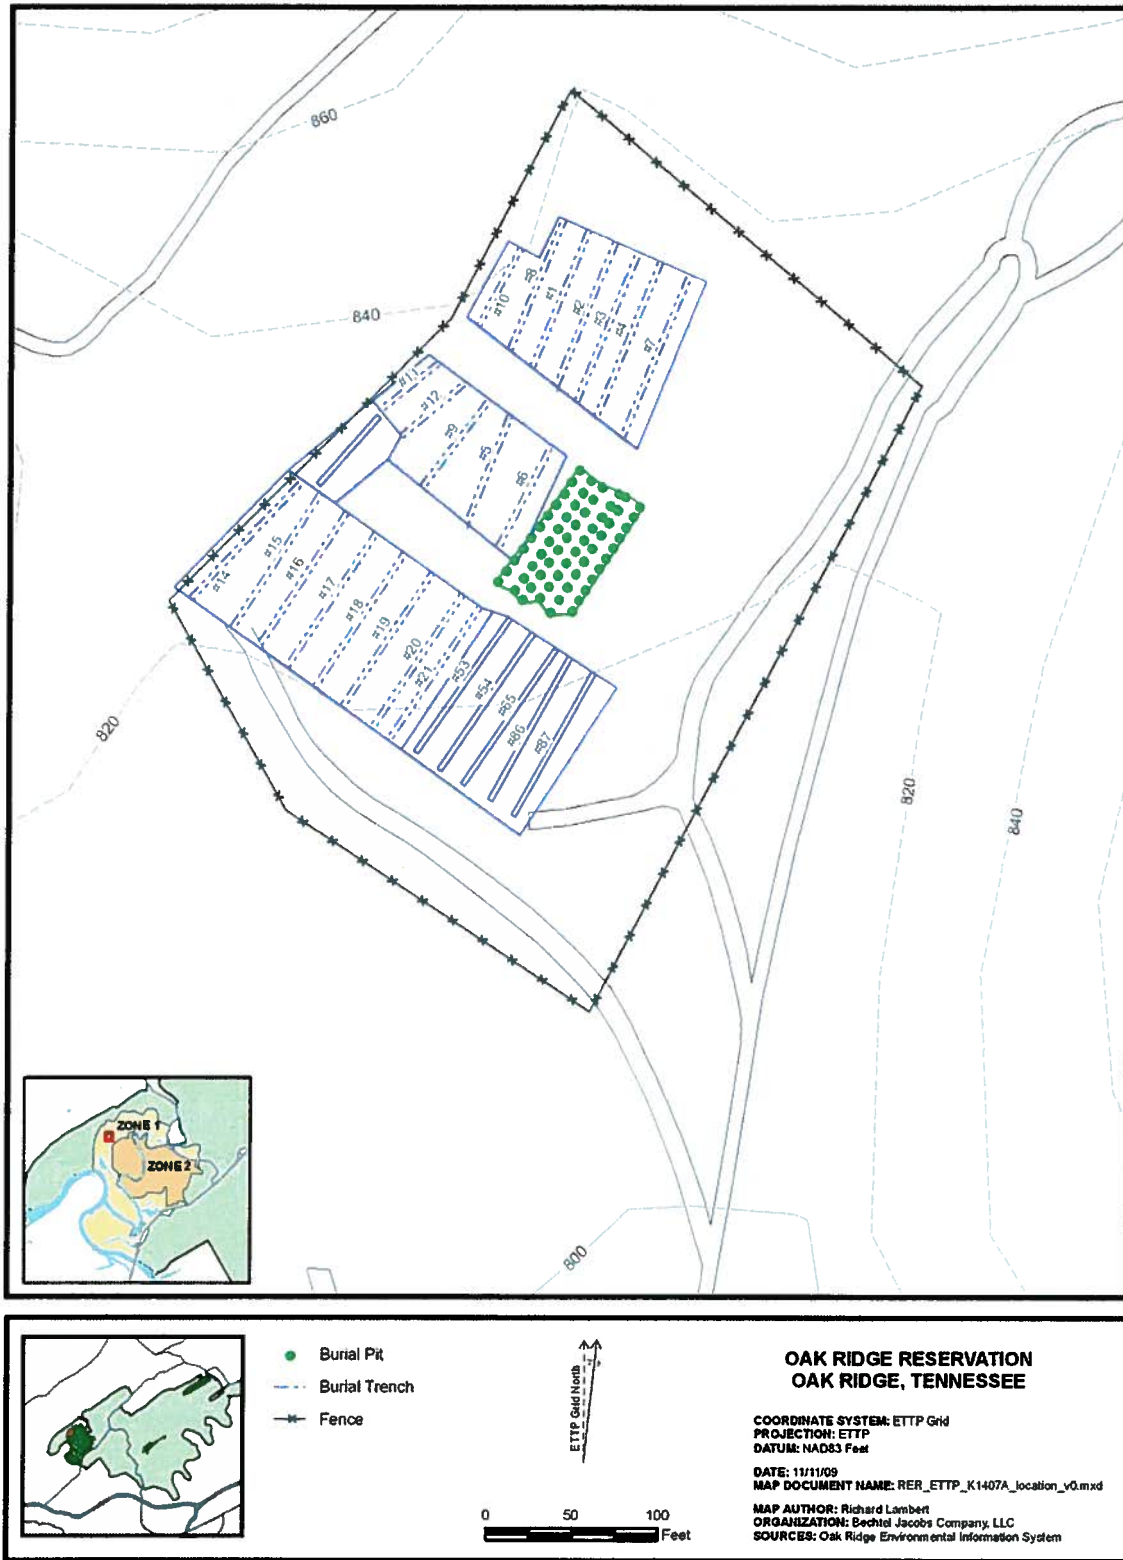 860
840
#10
#8
#1
#2
#3
#4
#7
#11
#12
#9
#5
#6
#14
#15
#16
#17
#18
#19
#20
#21
#53
#54
#65
#86
#87
820
820
840
800
ZONE 1
ZONE 2
Burial Pit
Burial Trench
Fence
ETTP Grid North
0 50 100
Feet
OAK RIDGE RESERVATION
OAK RIDGE, TENNESSEE
COORDINATE SYSTEM: ETTP Grid
PROJECTION: ETTP
DATUM: NAD83 Feet
DATE: 11/11/09
MAP DOCUMENT NAME: RER_ETTP_K1407A_location_v0.mxd
MAP AUTHOR: Richard Lambert
ORGANIZATION: Bechtel Jacobs Company, LLC
SOURCES: Oak Ridge Environmental Information System